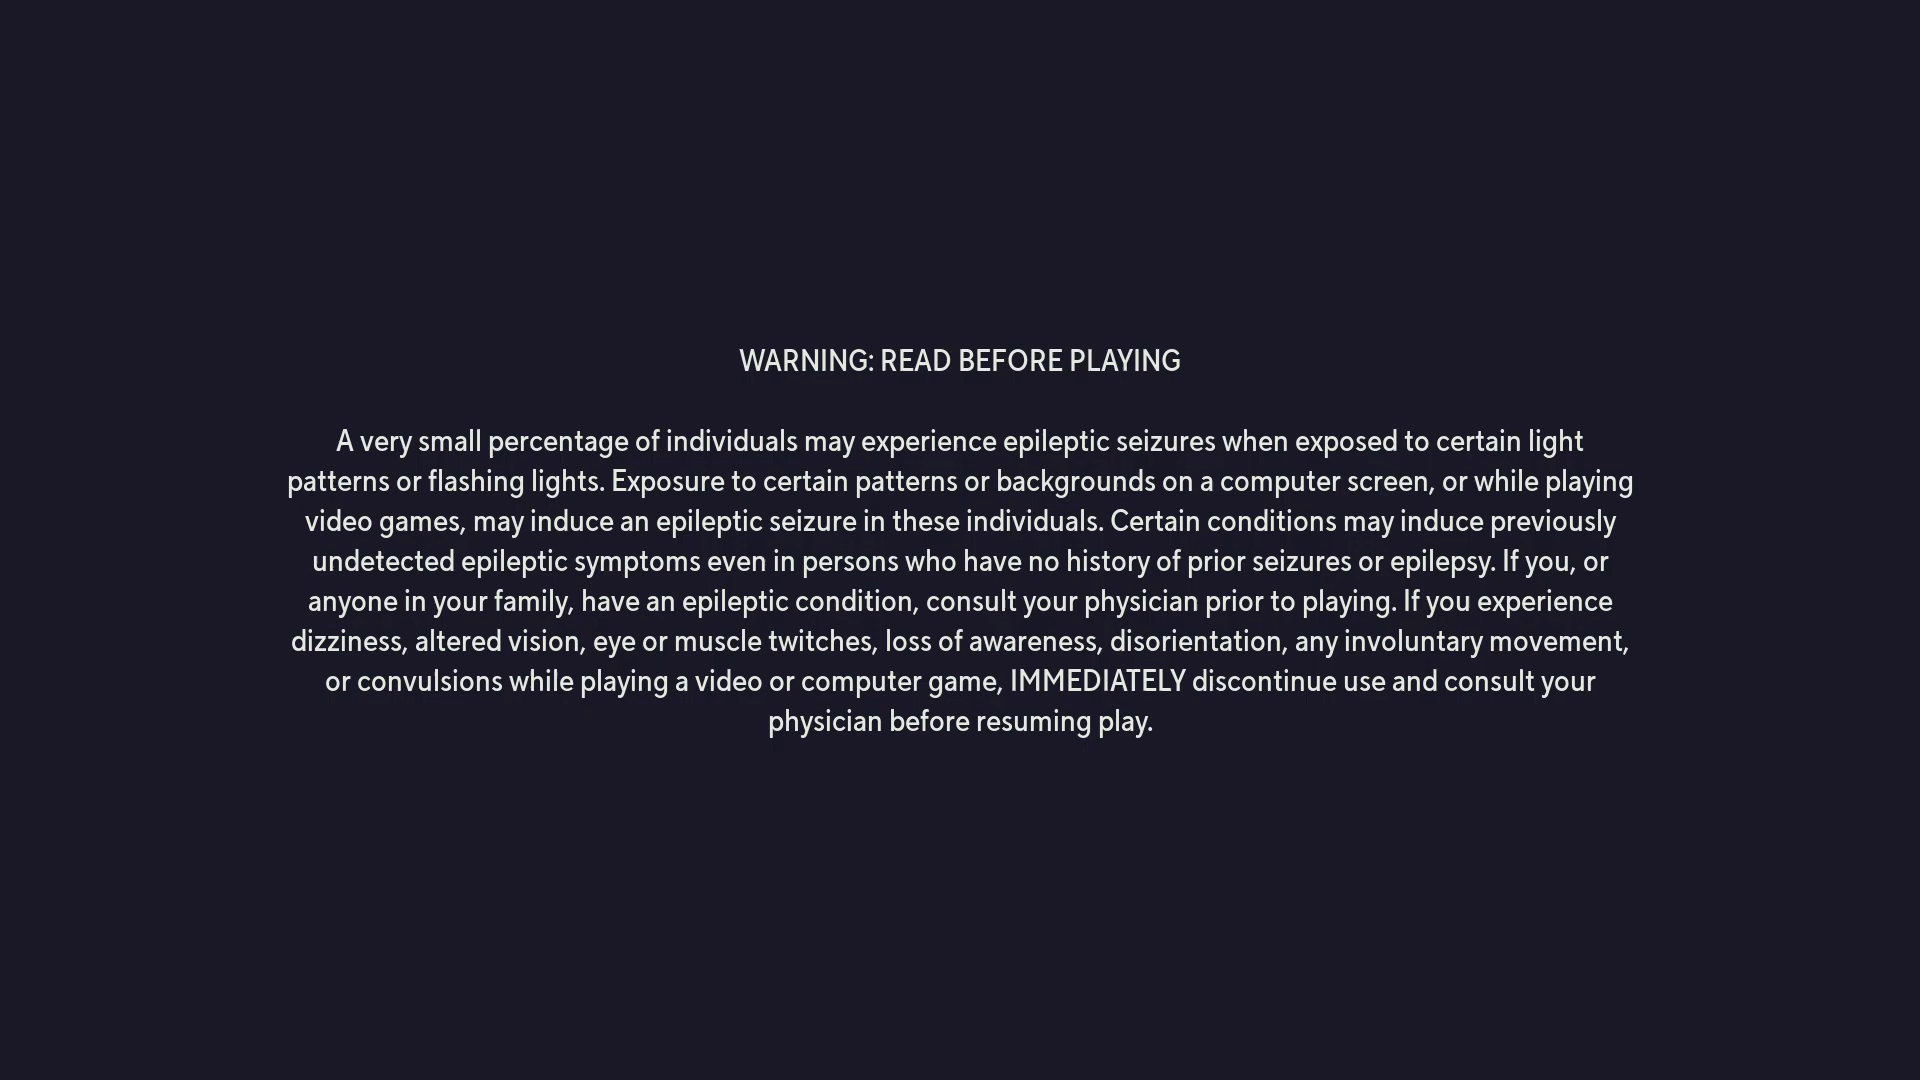 WARNING: READ BEFORE PLAYING
A very small percentage of individuals may experience epileptic seizures when exposed to certain light
patterns or flashing lights. Exposure to certain patterns or backgrounds on a computer screen, or while playing
video games, may induce an epileptic seizure in these individuals. Certain conditions may induce previously
undetected epileptic symptoms even in persons who have no history of prior seizures or epilepsy. If you, or
anyone in your family, have an epileptic condition, consult your physician prior to playing. If you experience
dizziness, altered vision, eye or muscle twitches, loss of awareness, disorientation, any involuntary movement,
or convulsions while playing a video or computer game, IMMEDIATELY discontinue use and consult your
physician before resuming play.